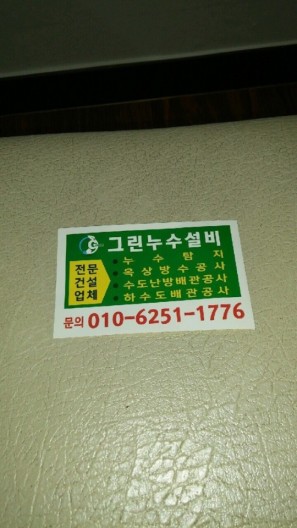 그린누수설비
전문
건설
업체
• 누수탐지
• 옥상방수공사
• 수도난방배관공사
• 하수도배관공사
문의 010-6251-1776